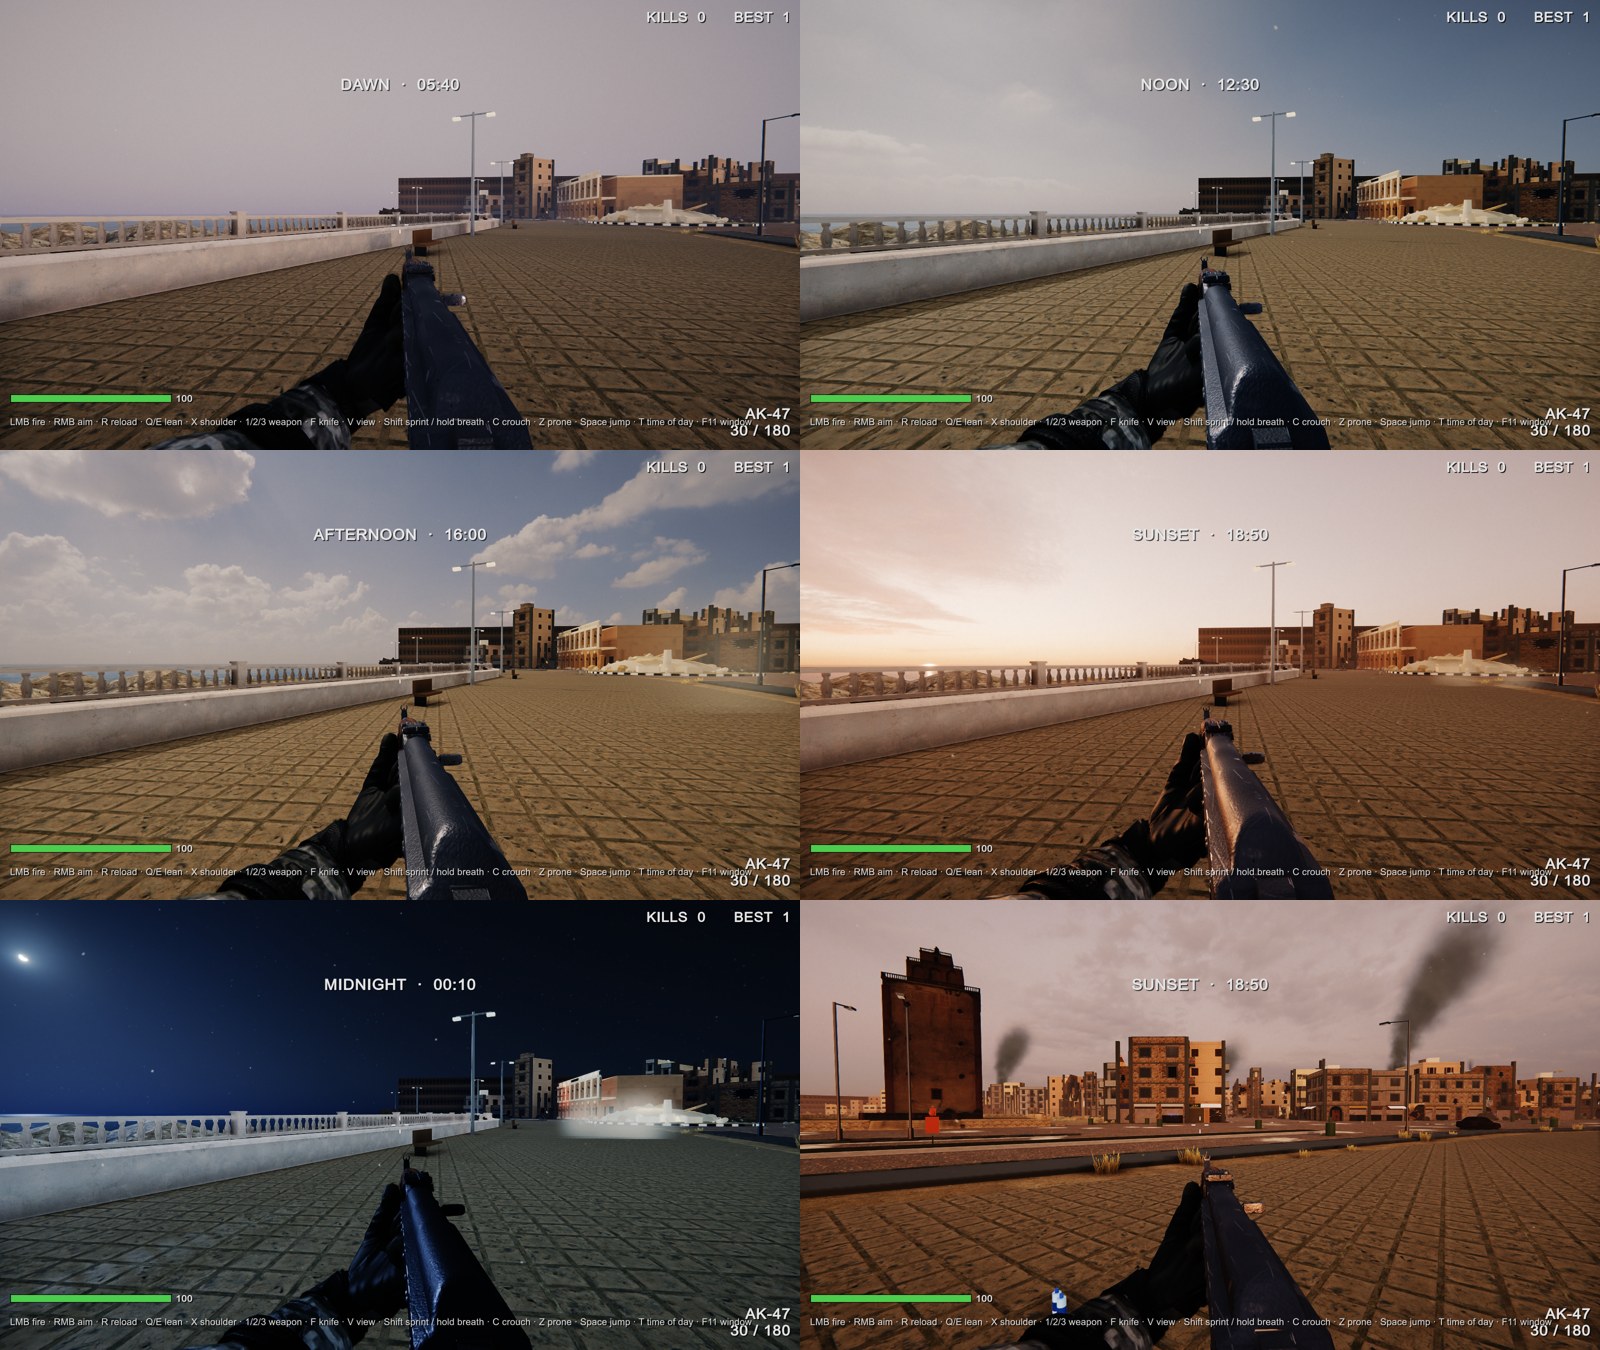 KILLS 0 BEST 1
DAWN · 05:40
100
LMB fire · RMB aim · R reload · Q/E lean · X shoulder · 1/2/3 weapon · F knife · V view · Shift sprint / hold breath · C crouch · Z prone · Space jump · T time of day · F11 window
AK-47
30 / 180
KILLS 0 BEST 1
NOON · 12:30
100
LMB fire · RMB aim · R reload · Q/E lean · X shoulder · 1/2/3 weapon · F knife · V view · Shift sprint / hold breath · C crouch · Z prone · Space jump · T time of day · F11 window
AK-47
30 / 180
KILLS 0 BEST 1
AFTERNOON · 16:00
100
LMB fire · RMB aim · R reload · Q/E lean · X shoulder · 1/2/3 weapon · F knife · V view · Shift sprint / hold breath · C crouch · Z prone · Space jump · T time of day · F11 window
AK-47
30 / 180
KILLS 0 BEST 1
SUNSET · 18:50
100
LMB fire · RMB aim · R reload · Q/E lean · X shoulder · 1/2/3 weapon · F knife · V view · Shift sprint / hold breath · C crouch · Z prone · Space jump · T time of day · F11 window
AK-47
30 / 180
KILLS 0 BEST 1
MIDNIGHT · 00:10
100
LMB fire · RMB aim · R reload · Q/E lean · X shoulder · 1/2/3 weapon · F knife · V view · Shift sprint / hold breath · C crouch · Z prone · Space jump · T time of day · F11 window
AK-47
30 / 180
KILLS 0 BEST 1
SUNSET · 18:50
100
LMB fire · RMB aim · R reload · Q/E lean · X shoulder · 1/2/3 weapon · F knife · V view · Shift sprint / hold breath · C crouch · Z prone · Space jump · T time of day · F11 window
AK-47
30 / 180